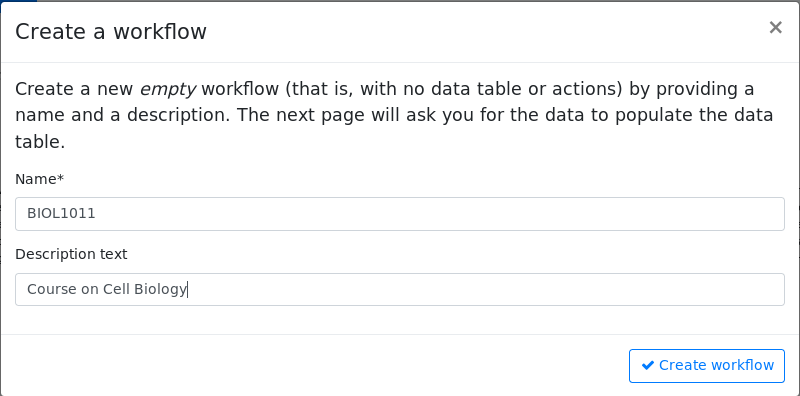 Create a workflow
×
Create a new empty workflow (that is, with no data table or actions) by providing a
name and a description. The next page will ask you for the data to populate the data
table.
Name*
BIOL1011
Description text
Course on Cell Biology
Create workflow